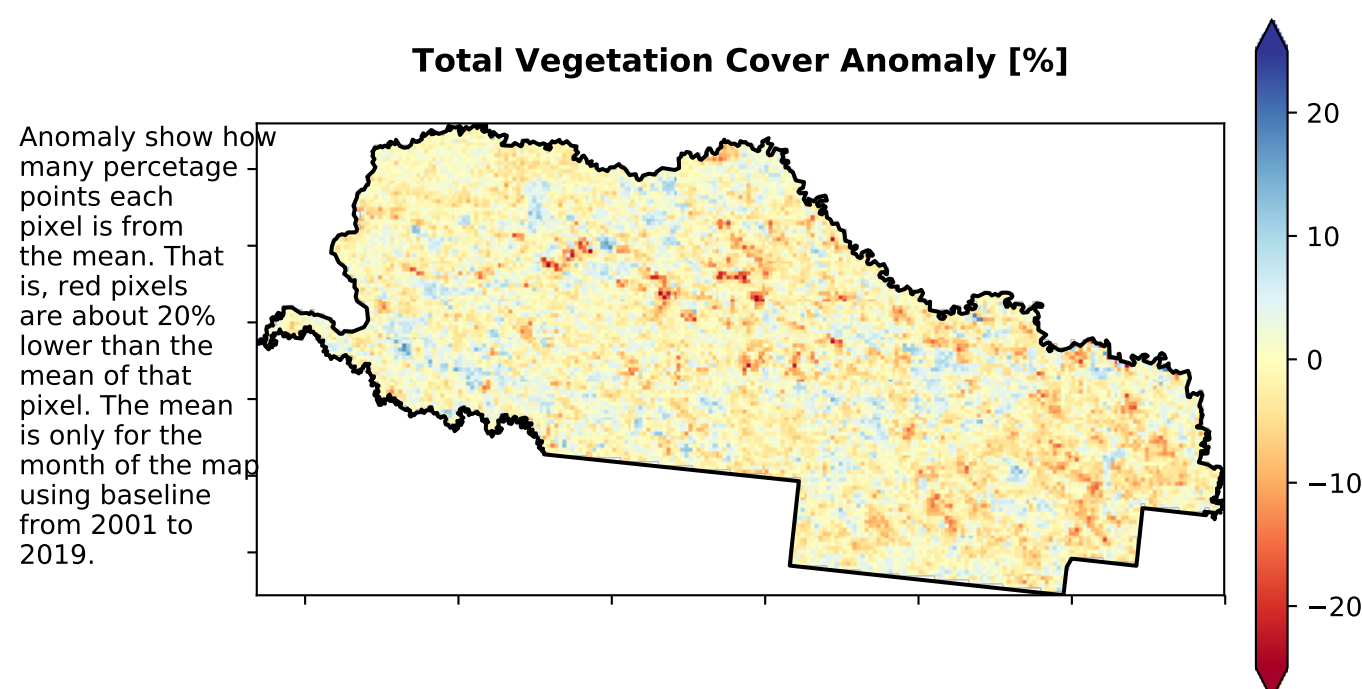 Total Vegetation Cover Anomaly [%]
Anomaly show how
many percetage
points each
pixel is from
the mean. That
is, red pixels
are about 20%
lower than the
mean of that
pixel. The mean
is only for the
month of the map
using baseline
from 2001 to
2019.
20
10
0
−10
−20